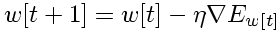 w[t + 1] = w[t] − η∇E_{w[t]}